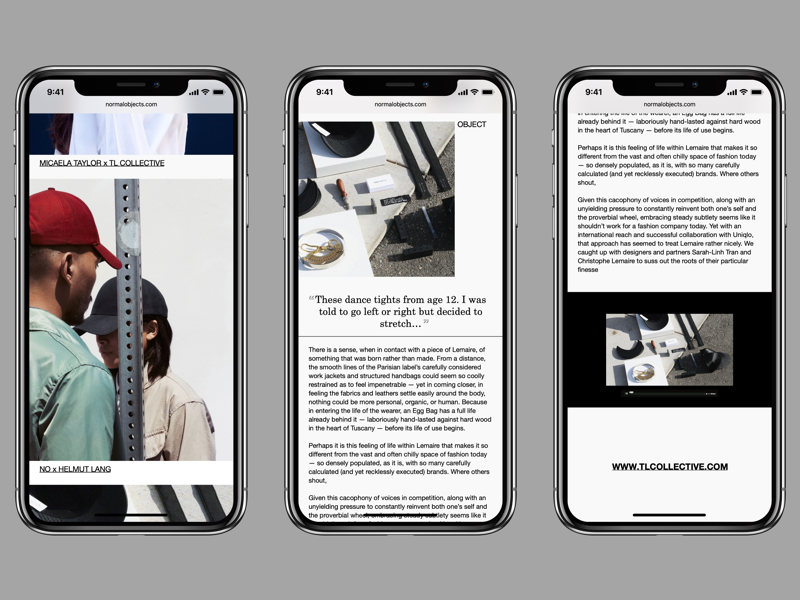 9:41
normalobjects.com
MICAELA TAYLOR x TL COLLECTIVE
NO x HELMUT LANG
9:41
normalobjects.com
OBJECT
“These dance tights from age 12. I was
told to go left or right but decided to
stretch…”
There is a sense, when in contact with a piece of Lemaire, of
something that was born rather than made. From a distance,
the smooth lines of the Parisian label's carefully considered
work jackets and structured handbags could seem so coolly
restrained as to feel impenetrable — yet in coming closer, in
feeling the fabrics and leathers settle easily around the body,
nothing could be more personal, organic, or human. Because
in entering the life of the wearer, an Egg Bag has a full life
already behind it — laboriously hand-lasted against hard wood
in the heart of Tuscany — before its life of use begins.
Perhaps it is this feeling of life within Lemaire that makes it so
different from the vast and often chilly space of fashion today
— so densely populated, as it is, with so many carefully
calculated (and yet recklessly executed) brands. Where others
shout,
Given this cacophony of voices in competition, along with an
unyielding pressure to constantly reinvent both one's self and
the proverbial wheel, embracing steady subtlety seems like it
9:41
normalobjects.com
in entering the life of the wearer, an Egg Bag has a full life
already behind it — laboriously hand-lasted against hard wood
in the heart of Tuscany — before its life of use begins.
Perhaps it is this feeling of life within Lemaire that makes it so
different from the vast and often chilly space of fashion today
— so densely populated, as it is, with so many carefully
calculated (and yet recklessly executed) brands. Where others
shout,
Given this cacophony of voices in competition, along with an
unyielding pressure to constantly reinvent both one's self and
the proverbial wheel, embracing steady subtlety seems like it
shouldn't work for a fashion company today. Yet with an
international reach and successful collaboration with Uniqlo,
that approach has seemed to treat Lemaire rather nicely. We
caught up with designers and partners Sarah-Linh Tran and
Christophe Lemaire to suss out the roots of their particular
finesse
WWW.TLCOLLECTIVE.COM